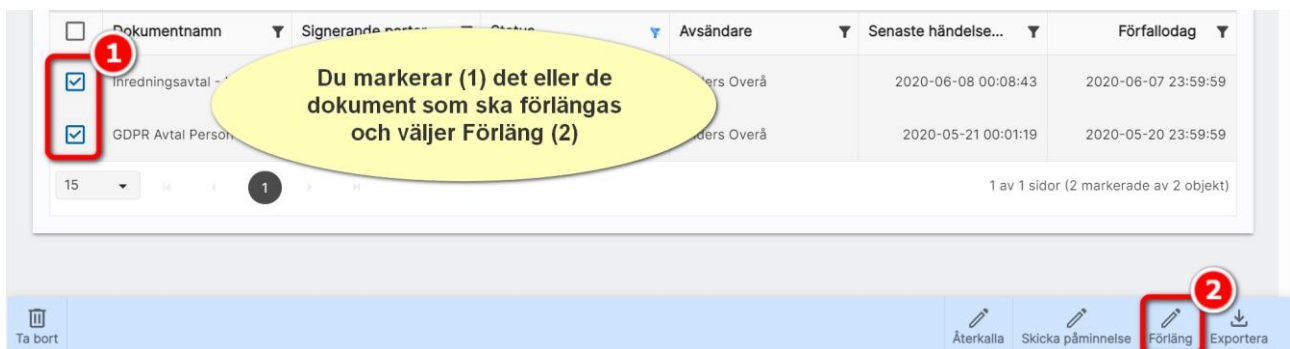 Dokumentnamn Signerande parter Status Avsändare Senaste händelse... Förfallodag
1
Inredningsavtal - 2020-06-08 00:08:43 2020-06-07 23:59:59
Du markerar (1) det eller de
dokument som ska förlängas
och väljer Förläng (2)
Overå
GDPR Avtal Person Overå 2020-05-21 00:01:19 2020-05-20 23:59:59
15 1 1 av 1 sidor (2 markerade av 2 objekt)
2
Ta bort Återkalla Skicka påminnelse Förläng Exportera